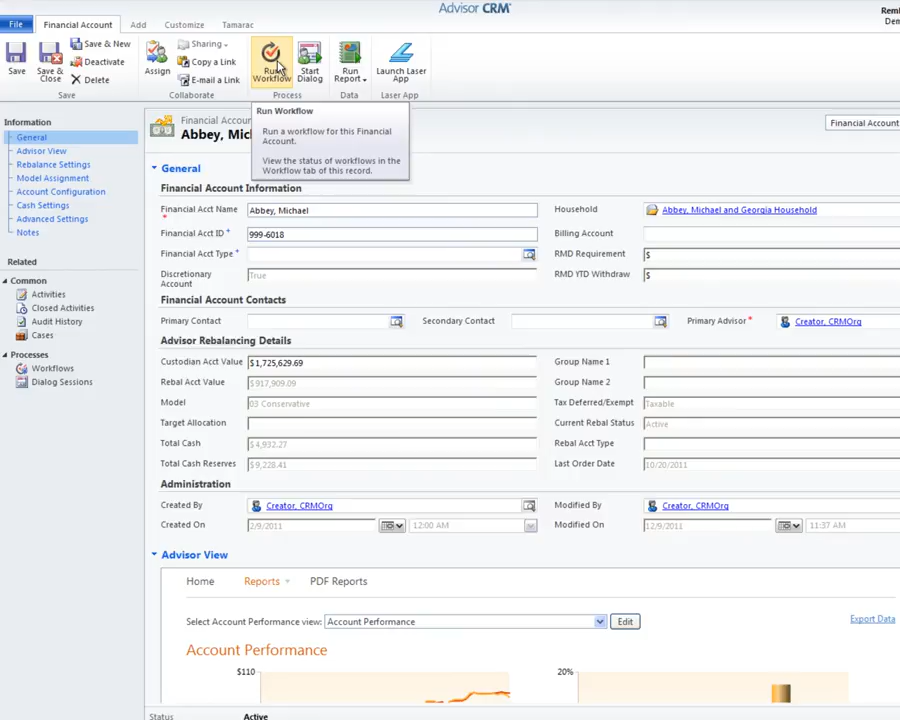 Advisor CRM®
File
Financial Account
Add
Customize
Tamarac
Save
Save & Close
Save & New
Deactivate
Delete
Save
Assign
Sharing
Copy a Link
E-mail a Link
Collaborate
Run Workflow
Start Dialog
Process
Run Report
Data
Launch Laser App
Laser App
Run Workflow
Run a workflow for this Financial
Account.
View the status of workflows in the
Workflow tab of this record.
Information
General
Advisor View
Rebalance Settings
Model Assignment
Account Configuration
Cash Settings
Advanced Settings
Notes
Related
Common
Activities
Closed Activities
Audit History
Cases
Processes
Workflows
Dialog Sessions
Financial Account
Abbey, Mic
General
Financial Account Information
Financial Acct Name * Abbey, Michael Household Abbey, Michael and Georgia Household
Financial Acct ID * 999-6018 Billing Account
Financial Acct Type * RMD Requirement $
Discretionary Account True RMD YTD Withdraw $
Financial Account Contacts
Primary Contact Secondary Contact Primary Advisor * Creator, CRMOrg
Advisor Rebalancing Details
Custodian Acct Value $1,725,629.69 Group Name 1
Rebal Acct Value $917,909.09 Group Name 2
Model 03 Conservative Tax Deferred/Exempt Taxable
Target Allocation Current Rebal Status Active
Total Cash $4,932.27 Rebal Acct Type
Total Cash Reserves $9,228.41 Last Order Date 10/20/2011
Administration
Created By Creator, CRMOrg Modified By Creator, CRMOrg
Created On 2/9/2011 12:00 AM Modified On 12/9/2011 11:37 AM
Advisor View
Home Reports PDF Reports
Select Account Performance view: Account Performance Edit Export Data
Account Performance
$110 20%
Status Active